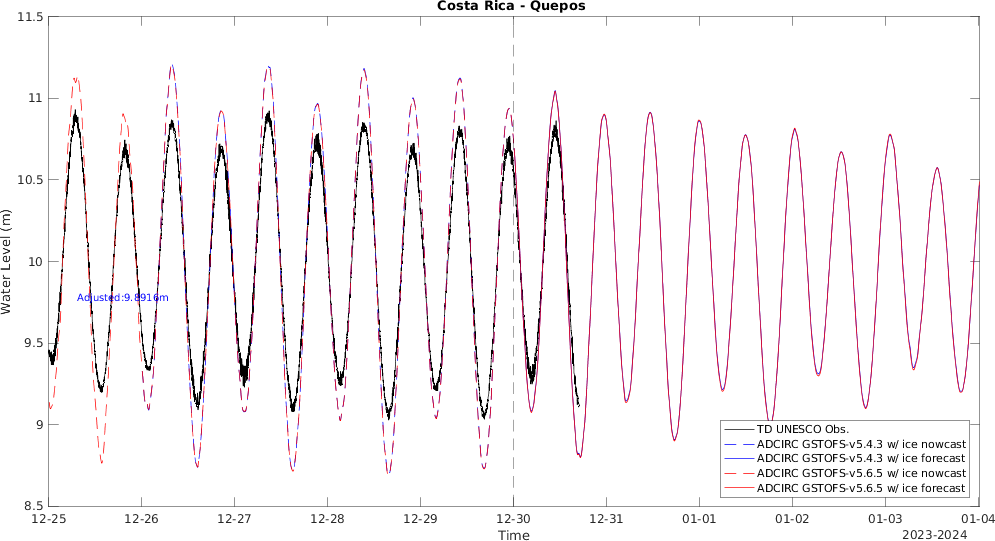 Costa Rica - Quepos
11.5
11
10.5
10
9.5
9
8.5
Water Level (m)
Adjusted:9.8916m
TD UNESCO Obs.
ADCIRC GSTOFS-v5.4.3 w/ ice nowcast
ADCIRC GSTOFS-v5.4.3 w/ ice forecast
ADCIRC GSTOFS-v5.6.5 w/ ice nowcast
ADCIRC GSTOFS-v5.6.5 w/ ice forecast
12-25 12-26 12-27 12-28 12-29 12-30 12-31 01-01 01-02 01-03 01-04
Time
2023-2024